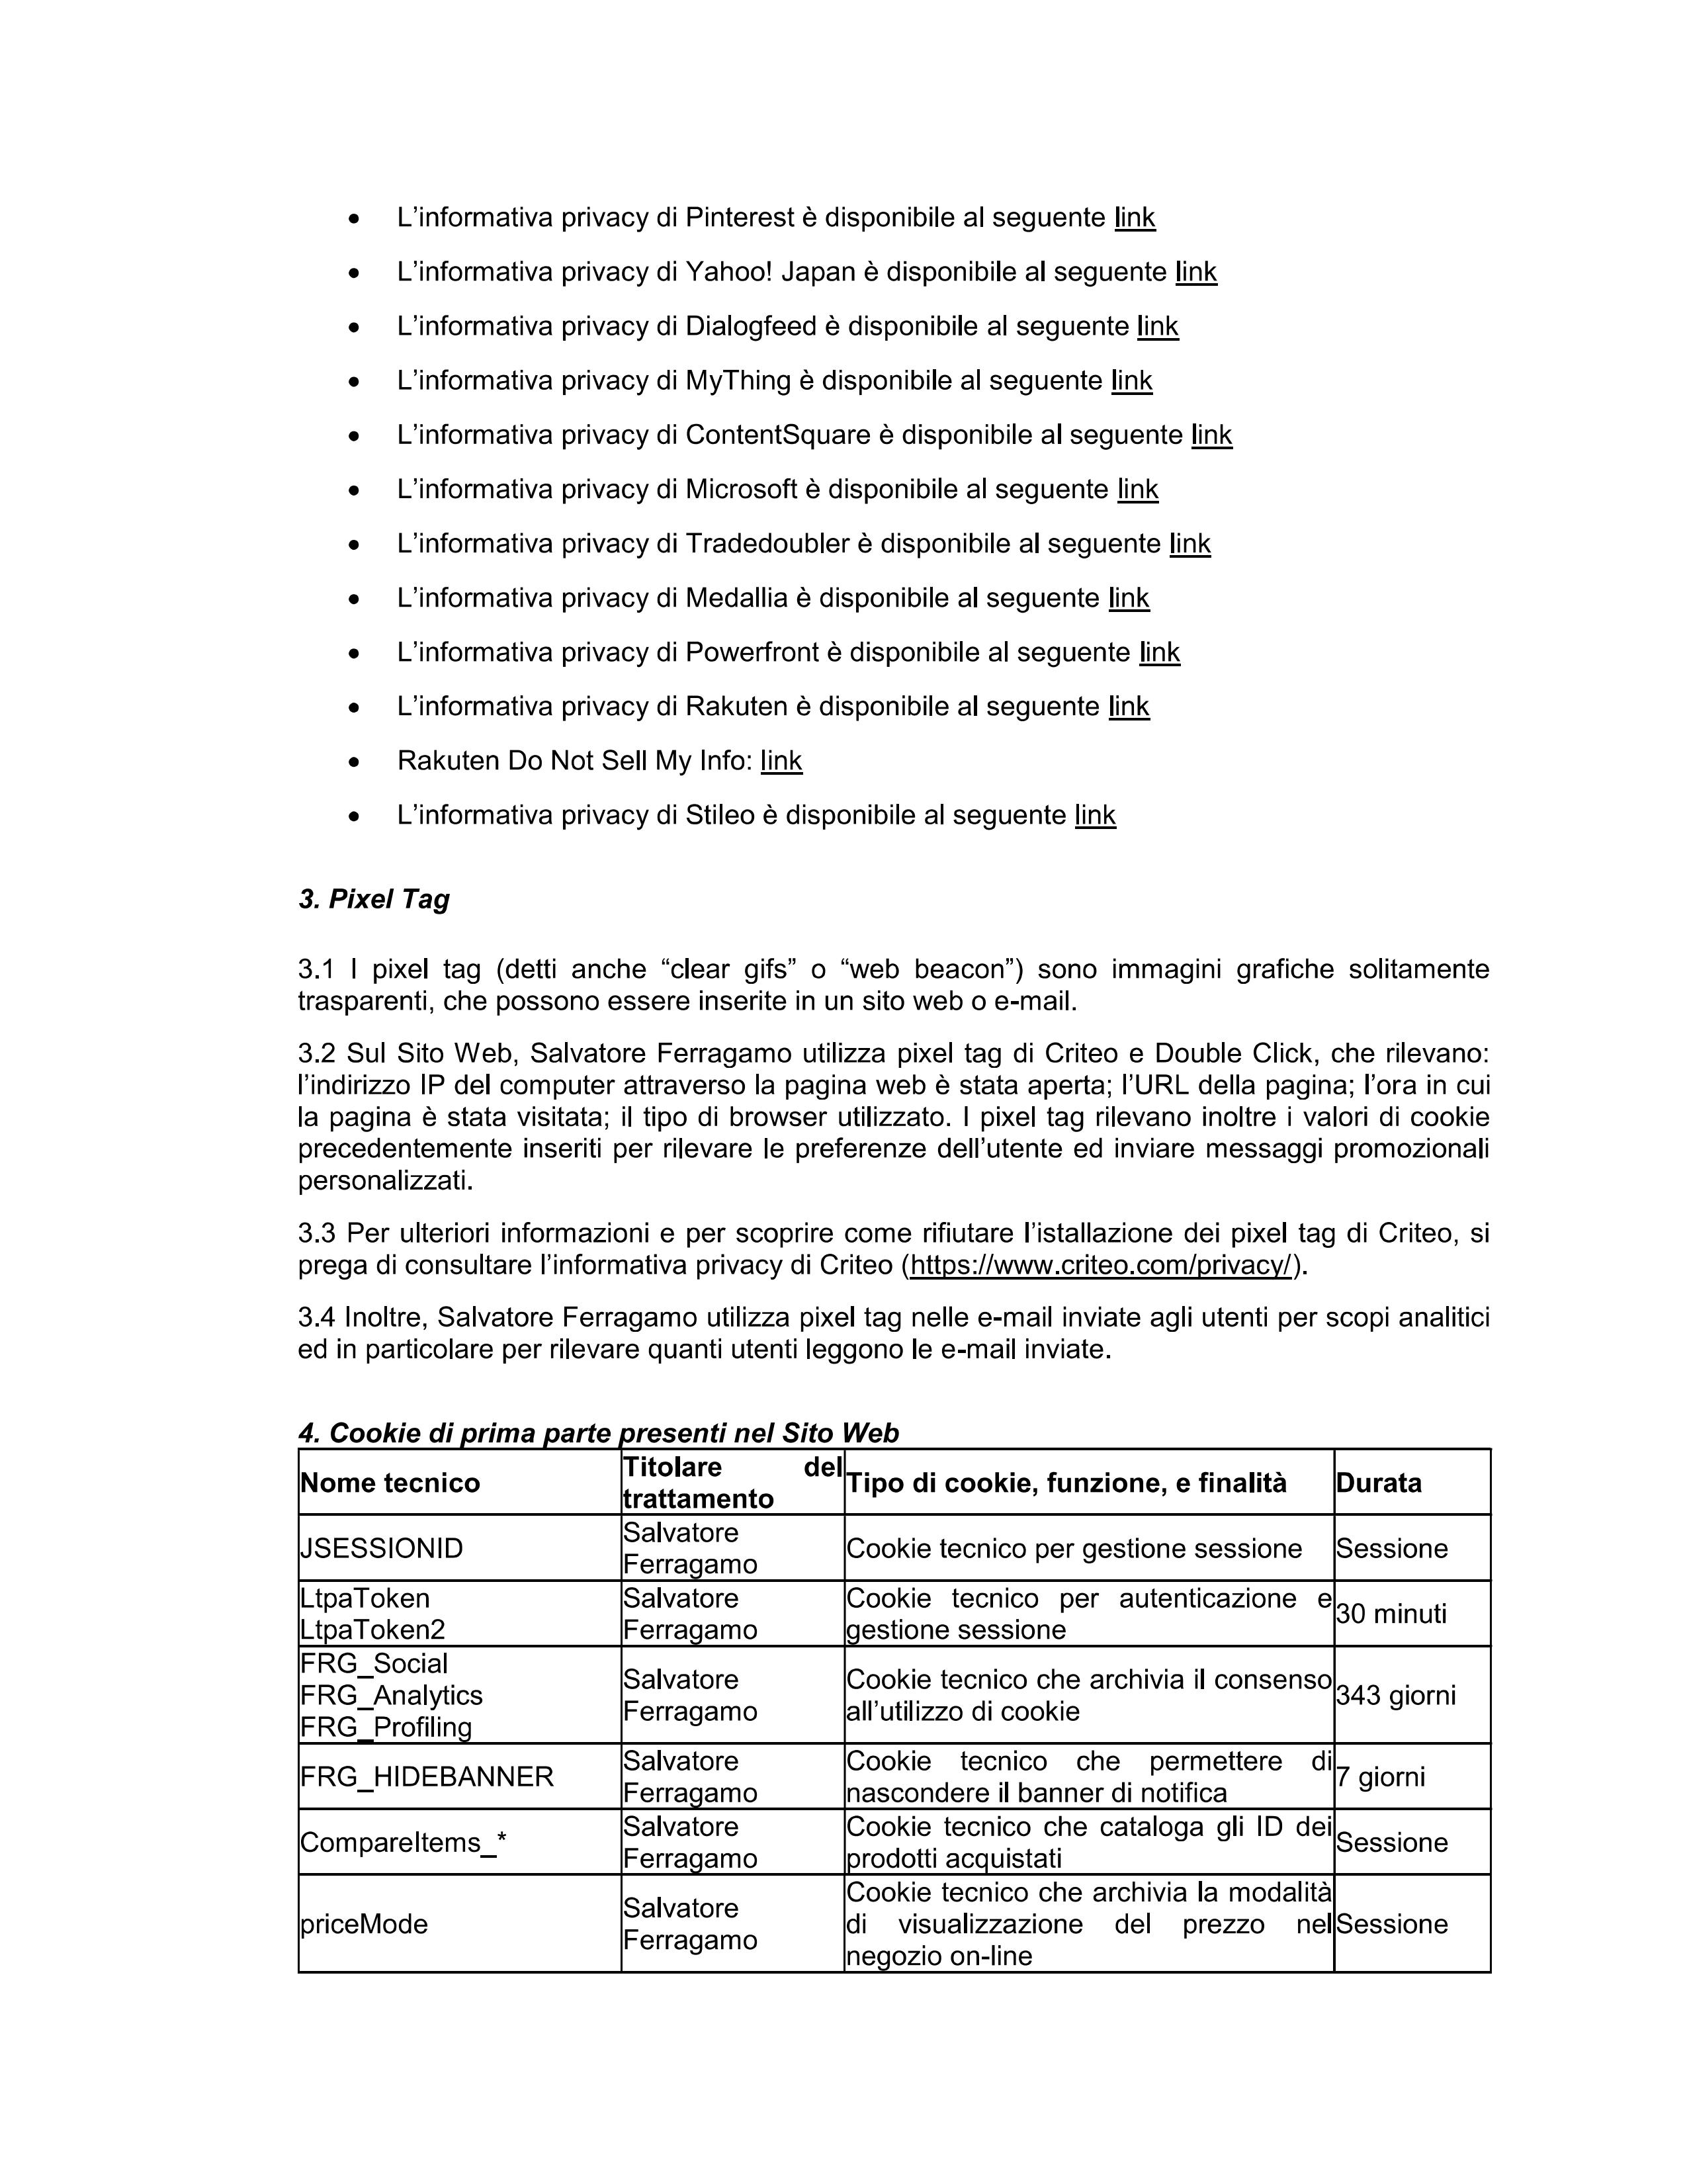 • L’informativa privacy di Pinterest è disponibile al seguente link
• L’informativa privacy di Yahoo! Japan è disponibile al seguente link
• L’informativa privacy di Dialogfeed è disponibile al seguente link
• L’informativa privacy di MyThing è disponibile al seguente link
• L’informativa privacy di ContentSquare è disponibile al seguente link
• L’informativa privacy di Microsoft è disponibile al seguente link
• L’informativa privacy di Tradedoubler è disponibile al seguente link
• L’informativa privacy di Medallia è disponibile al seguente link
• L’informativa privacy di Powerfront è disponibile al seguente link
• L’informativa privacy di Rakuten è disponibile al seguente link
• Rakuten Do Not Sell My Info: link
• L’informativa privacy di Stileo è disponibile al seguente link
3. Pixel Tag
3.1 I pixel tag (detti anche “clear gifs” o “web beacon”) sono immagini grafiche solitamente
trasparenti, che possono essere inserite in un sito web o e-mail.
3.2 Sul Sito Web, Salvatore Ferragamo utilizza pixel tag di Criteo e Double Click, che rilevano:
l’indirizzo IP del computer attraverso la pagina web è stata aperta; l’URL della pagina; l’ora in cui
la pagina è stata visitata; il tipo di browser utilizzato. I pixel tag rilevano inoltre i valori di cookie
precedentemente inseriti per rilevare le preferenze dell’utente ed inviare messaggi promozionali
personalizzati.
3.3 Per ulteriori informazioni e per scoprire come rifiutare l’istallazione dei pixel tag di Criteo, si
prega di consultare l’informativa privacy di Criteo (https://www.criteo.com/privacy/).
3.4 Inoltre, Salvatore Ferragamo utilizza pixel tag nelle e-mail inviate agli utenti per scopi analitici
ed in particolare per rilevare quanti utenti leggono le e-mail inviate.
4. Cookie di prima parte presenti nel Sito Web
Nome tecnico
Titolare del
trattamento
Tipo di cookie, funzione, e finalità
Durata
JSESSIONID
Salvatore
Ferragamo
Cookie tecnico per gestione sessione
Sessione
LtpaToken
LtpaToken2
Salvatore
Ferragamo
Cookie tecnico per autenticazione e
gestione sessione
30 minuti
FRG_Social
FRG_Analytics
FRG_Profiling
Salvatore
Ferragamo
Cookie tecnico che archivia il consenso
all’utilizzo di cookie
343 giorni
FRG_HIDEBANNER
Salvatore
Ferragamo
Cookie tecnico che permettere di
nascondere il banner di notifica
7 giorni
CompareItems_*
Salvatore
Ferragamo
Cookie tecnico che cataloga gli ID dei
prodotti acquistati
Sessione
priceMode
Salvatore
Ferragamo
Cookie tecnico che archivia la modalità
di visualizzazione del prezzo nel
negozio on-line
Sessione